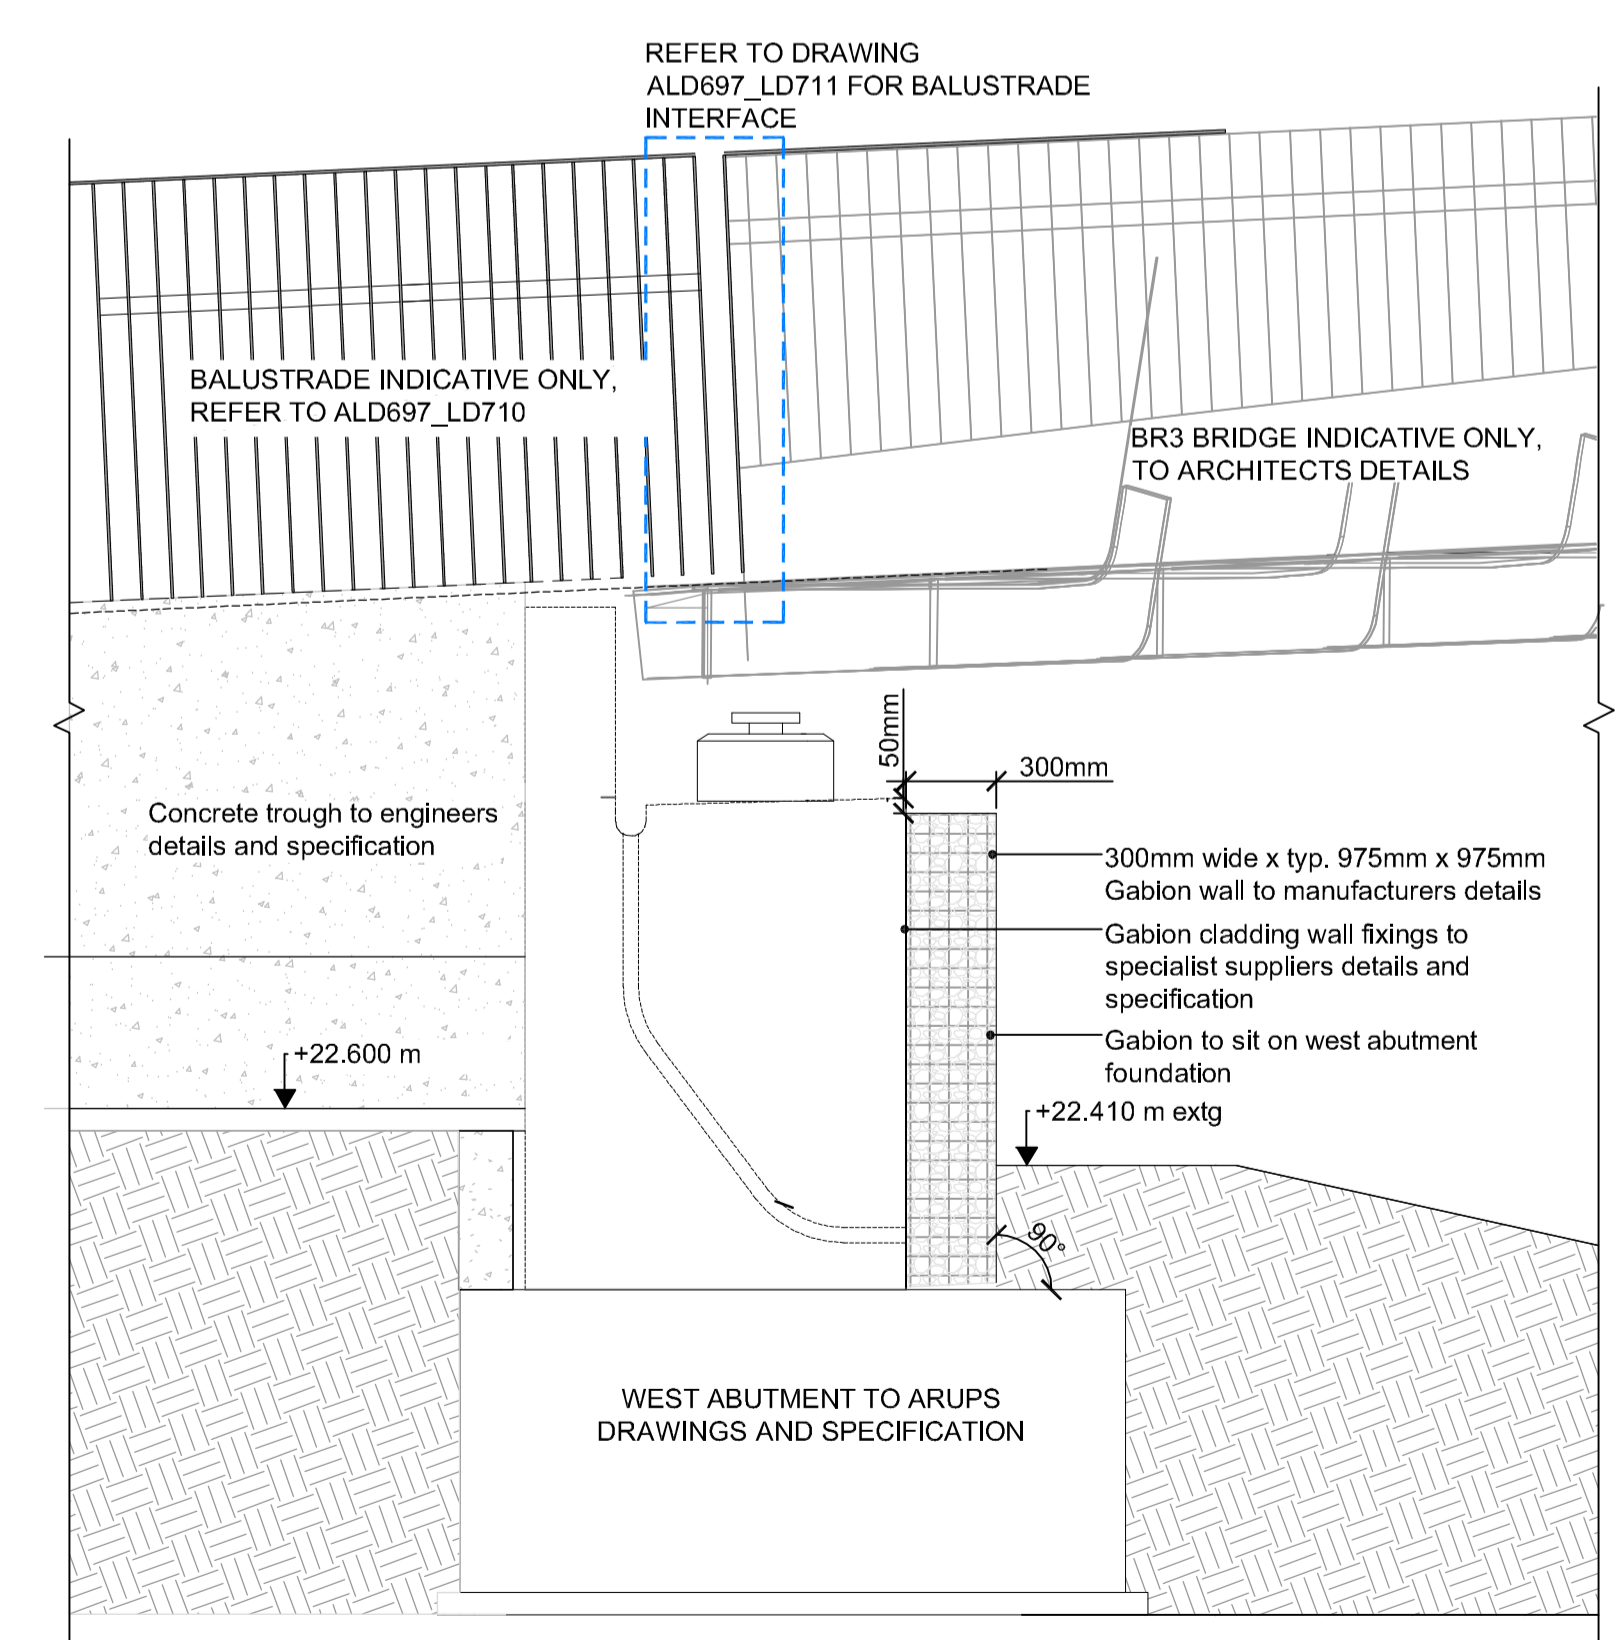 REFER TO DRAWING
ALD697_LD711 FOR BALUSTRADE
INTERFACE
BALUSTRADE INDICATIVE ONLY,
REFER TO ALD697_LD710
BR3 BRIDGE INDICATIVE ONLY,
TO ARCHITECTS DETAILS
50mm
300mm
Concrete trough to engineers
details and specification
300mm wide x typ. 975mm x 975mm
Gabion wall to manufacturers details
Gabion cladding wall fixings to
specialist suppliers details and
specification
Gabion to sit on west abutment
foundation
+22.600 m
+22.410 m extg
90°
WEST ABUTMENT TO ARUPS
DRAWINGS AND SPECIFICATION